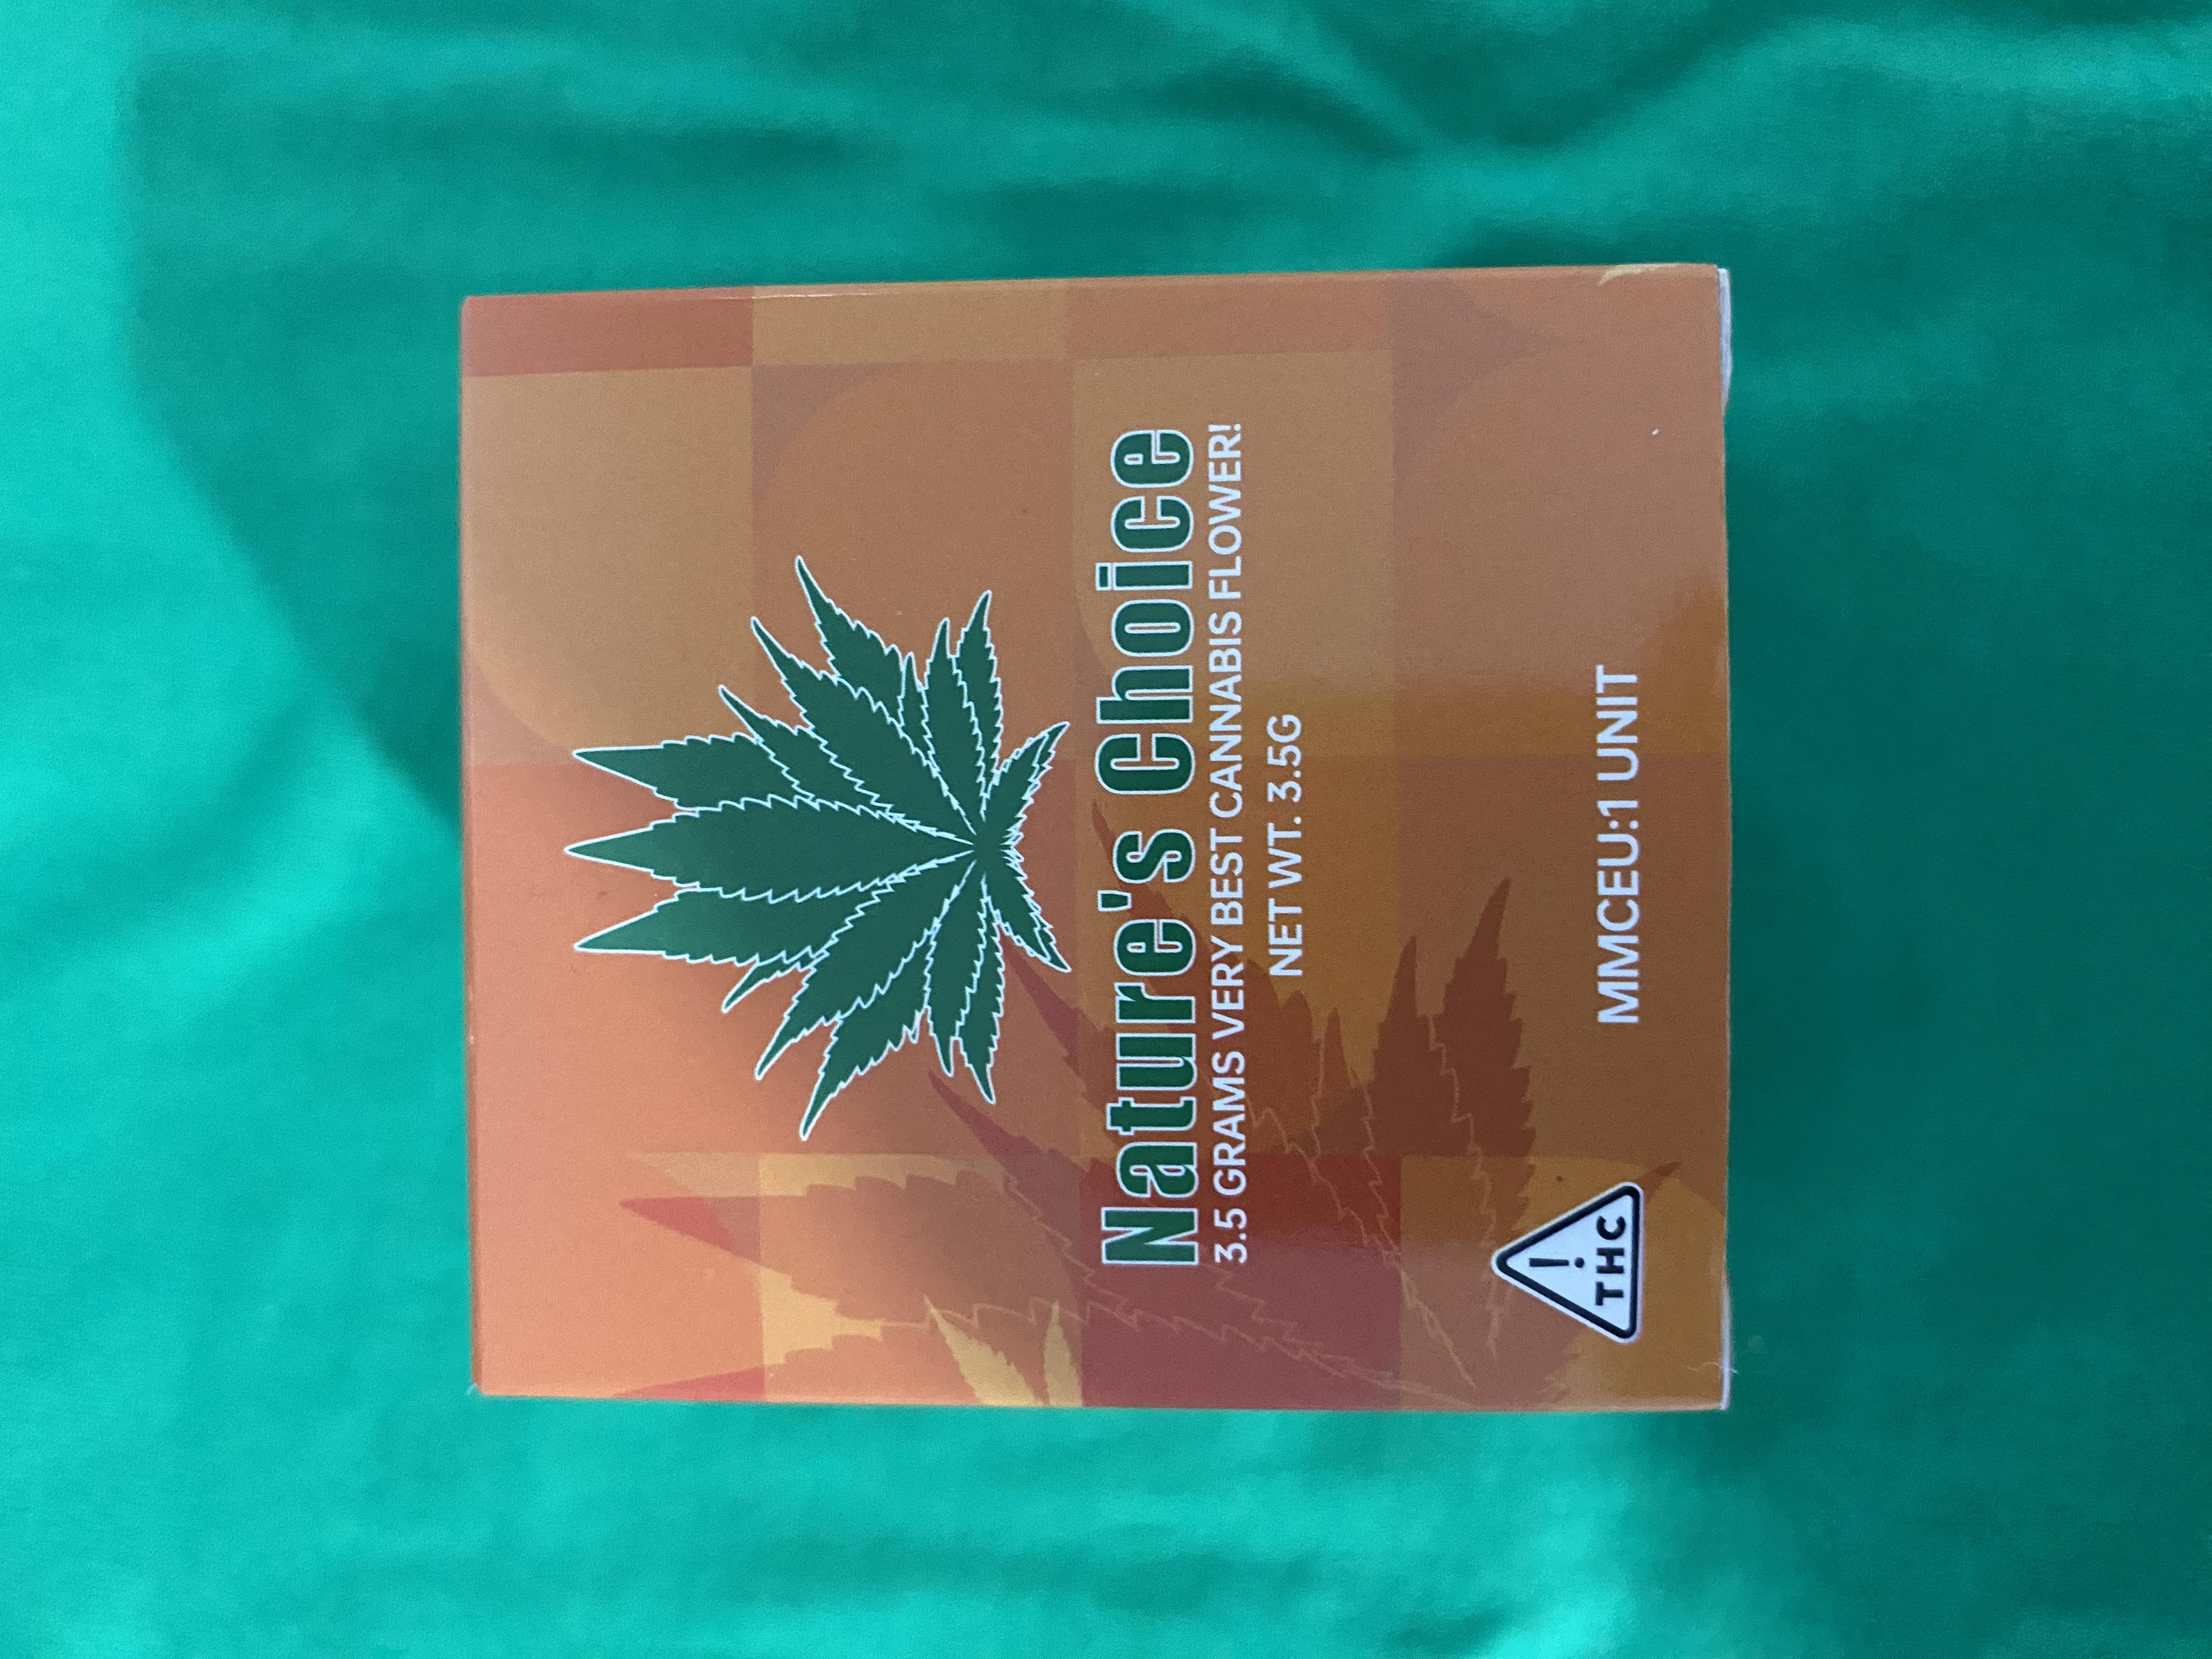 Nature's Choice
3.5 GRAMS VERY BEST CANNABIS FLOWER!
NET WT. 3.5G
MMCEU:1 UNIT
!
THC